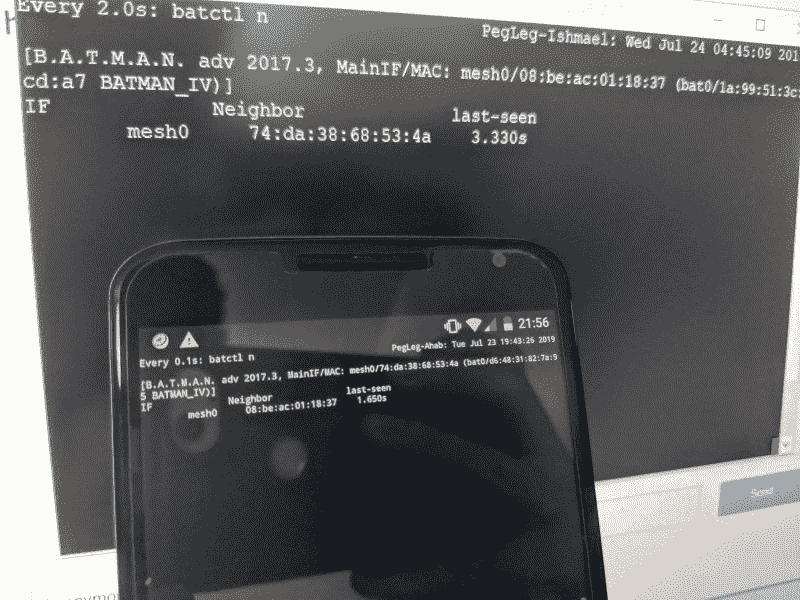 Every 2.0s: batctl n
PegLeg-Ishmael: Wed Jul 24 04:45:09 201
[B.A.T.M.A.N. adv 2017.3, MainIF/MAC: mesh0/08:be:ac:01:18:37 (bat0/1a:99:51:3c:
cd:a7 BATMAN_IV)]
IF Neighbor last-seen
mesh0 74:da:38:68:53:4a 3.330s
21:56
Every 0.1s: batctl n
PegLeg-Ahab: Tue Jul 23 19:43:26 2019
[B.A.T.M.A.N. adv 2017.3, MainIF/MAC: mesh0/74:da:38:68:53:4a (bat0/d6:48:31:82:7a:9
5 BATMAN_IV)]
IF Neighbor last-seen
mesh0 08:be:ac:01:18:37 1.650s
Send